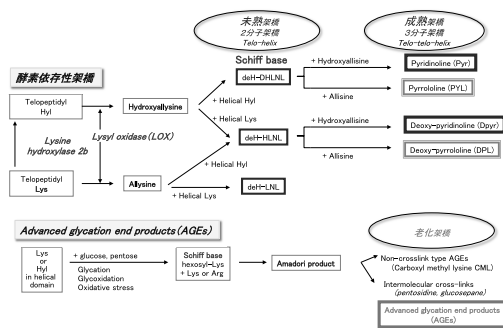 未熟架橋
2分子架橋
Telo-helix
成熟架橋
3分子架橋
Telo-telo-helix
酵素依存性架橋
Schiff base
deH-DHLNL
+ Hydroxyallisine
Pyridinoline (Pyr)
+ Allisine
Pyrrololine (PYL)
Telopeptidyl
Hyl
Hydroxyallysine
+ Helical Hyl
+ Helical Lys
Lysine
hydroxylase 2b
Lysyl oxidase (LOX)
deH-HLNL
+ Hydroxyallisine
Deoxy-pyridinoline (Dpyr)
+ Allisine
Deoxy-pyrrololine (DPL)
Telopeptidyl
Lys
Allysine
+ Helical Hyl
+ Helical Lys
deH-LNL
Advanced glycation end products (AGEs)
老化架橋
Lys
or
Hyl
in helical
domain
+ glucose, pentose
Glycation
Glycoxidation
Oxidative stress
Schiff base
hexosyl-Lys
+ Lys or Arg
Amadori product
Non-crosslink type AGEs
(Carboxyl methyl lysine CML)
Intermolecular cross-links
(pentosidine, glucosepane)
Advanced glycation end products
(AGEs)